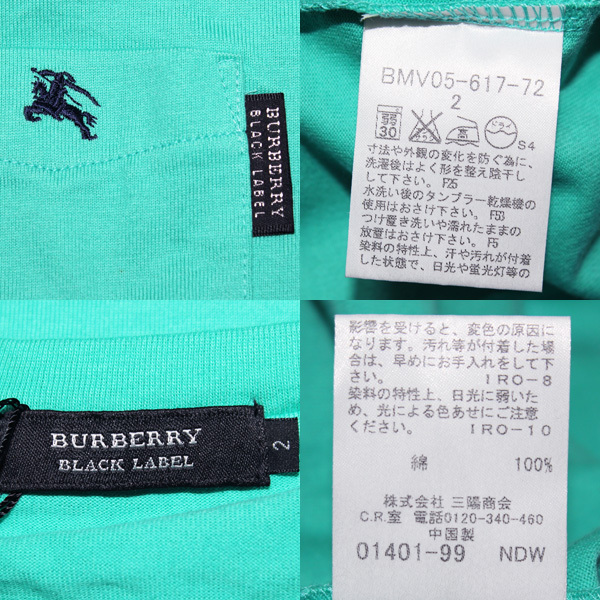 BURBERRY
BLACK LABEL
BMV05-617-72
2
弱
30
中
ドライ
S4
寸法や外観の変化を防ぐ為に、
洗濯後はよく形を整え陰干し
して下さい。 F25
水洗い後のタンブラー乾燥機の
使用はおさけ下さい。 F53
つけ置き洗いや濡れたままの
放置はおさけ下さい。 F5
染料の特性上、汗や汚れが付着
した状態で、日光や蛍光灯等の
BURBERRY
BLACK LABEL
2
影響を受けると、変色の原因に
なります。汚れ等が付着した場
合は、早めにお手入れをして下
さい。 IRO-8
染料の特性上、日光に弱いた
め、光による色あせにご注意
ください。 IRO-10
綿 100%
株式会社 三陽商会
C.R.室 電話0120-340-460
中国製
01401-99 NDW